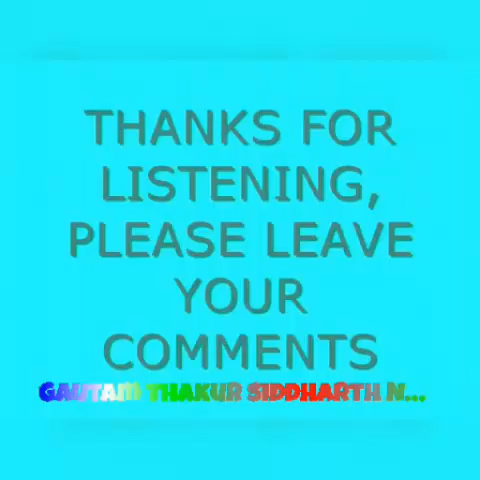 THANKS FOR
LISTENING,
PLEASE LEAVE
YOUR
COMMENTS
GAUTAM THAKUR SIDDHARTH N...